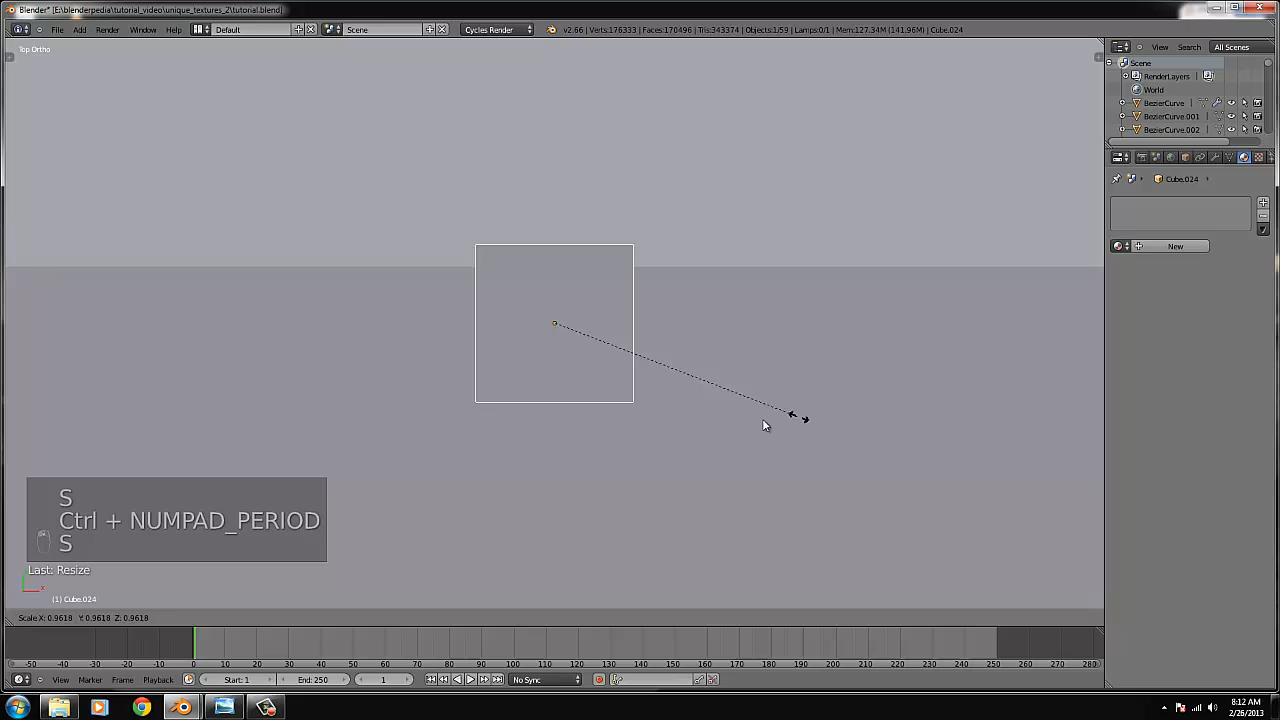 Blender* [E:\blenderpedia\tutorial_video\unique_textures_2\tutorial.blend]
File Add Render Window Help Default Scene Cycles Render v2.66 | Verts:176333 | Faces:170496 | Tris:343374 | Objects:1/59 | Lamps:0/1 | Mem:127.34M (141.96M) | Cube.024
View Search All Scenes
Top Ortho
Scene
RenderLayers
World
BezierCurve
BezierCurve.001
BezierCurve.002
Cube.024
New
S
Ctrl + NUMPAD_PERIOD
S
Last: Resize
x
(1) Cube.024
Scale X: 0.9618 Y: 0.9618 Z: 0.9618
-50 -40 -30 -20 -10 0 10 20 30 40 50 60 70 80 90 100 110 120 130 140 150 160 170 180 190 200 210 220 230 240 250 260 270 280
View Marker Frame Playback Start: 1 End: 250 1 No Sync
8:12 AM
2/26/2013